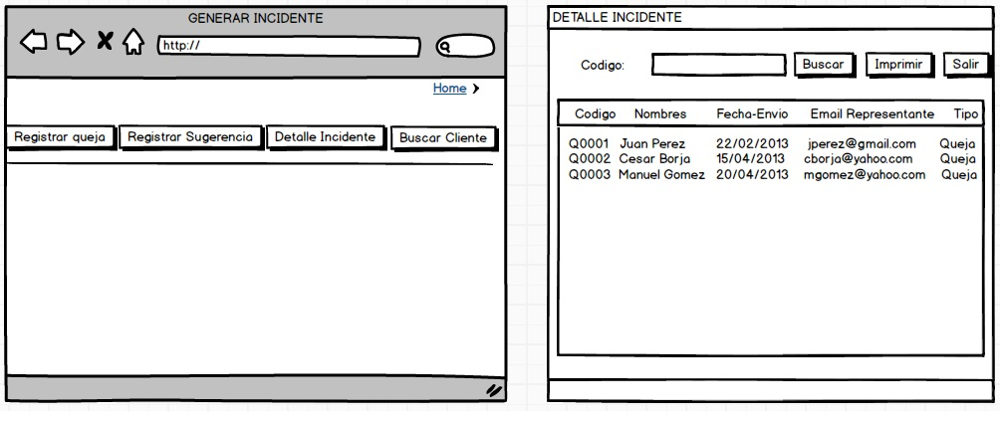 GENERAR INCIDENTE
http://
Home
Registrar queja Registrar Sugerencia Detalle Incidente Buscar Cliente
DETALLE INCIDENTE
Codigo: Buscar Imprimir Salir
Codigo Nombres Fecha-Envio Email Representante Tipo
Q0001 Juan Perez 22/02/2013 jperez@gmail.com Queja
Q0002 Cesar Borja 15/04/2013 cborja@yahoo.com Queja
Q0003 Manuel Gomez 20/04/2013 mgomez@yahoo.com Queja